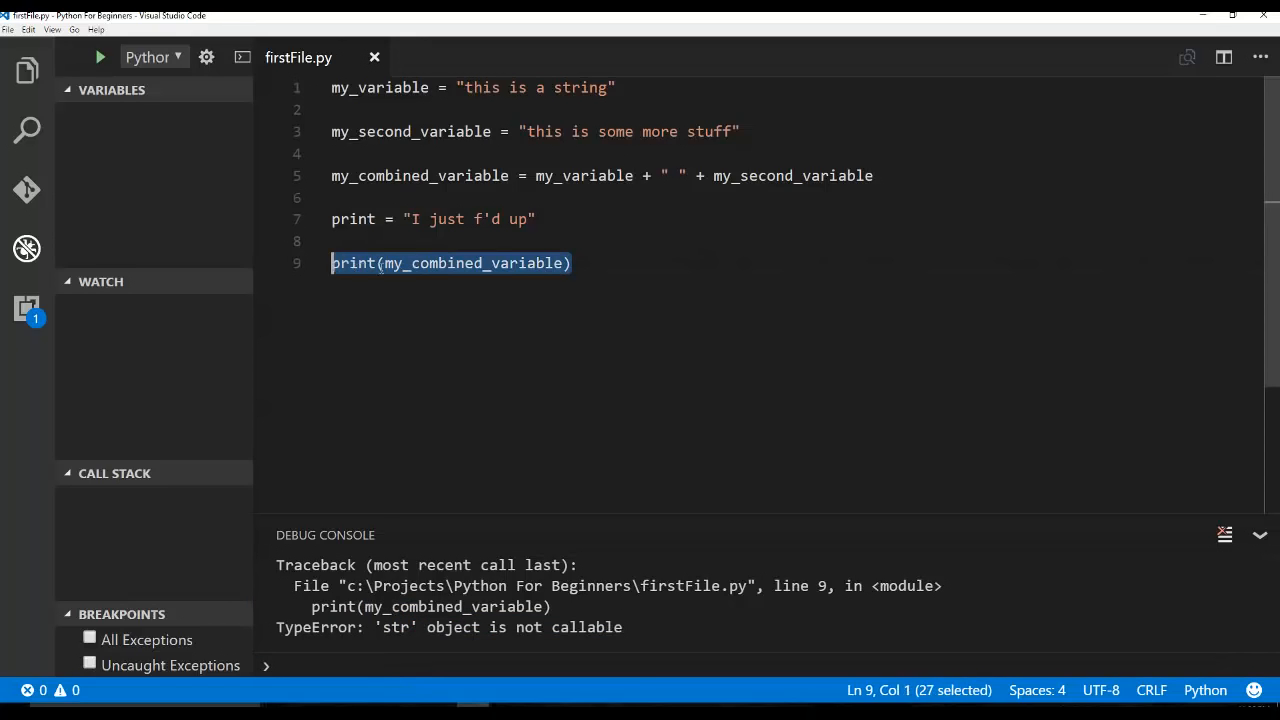 firstFile.py - Python For Beginners - Visual Studio Code
File Edit View Go Help
Python
firstFile.py
VARIABLES
WATCH
CALL STACK
BREAKPOINTS
All Exceptions
Uncaught Exceptions
1
1 my_variable = "this is a string"
2
3 my_second_variable = "this is some more stuff"
4
5 my_combined_variable = my_variable + " " + my_second_variable
6
7 print = "I just f'd up"
8
9 print(my_combined_variable)
DEBUG CONSOLE
Traceback (most recent call last):
File "c:\Projects\Python For Beginners\firstFile.py", line 9, in <module>
print(my_combined_variable)
TypeError: 'str' object is not callable
0 0 Ln 9, Col 1 (27 selected) Spaces: 4 UTF-8 CRLF Python